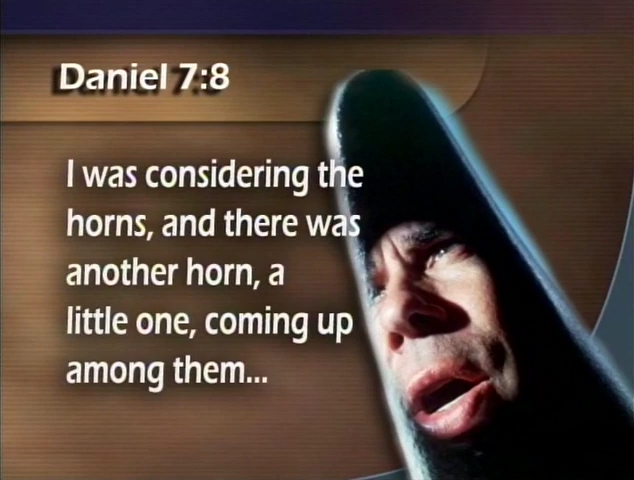 Daniel 7:8
I was considering the
horns, and there was
another horn, a
little one, coming up
among them...